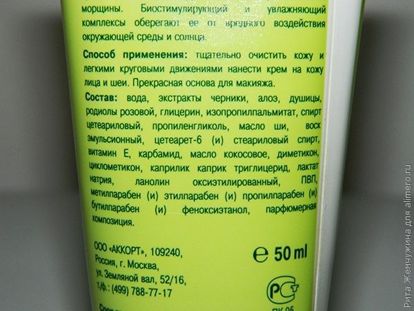 морщины. Биостимулирующий и увлажняющий
комплексы оберегают ее от вредного воздействия
окружающей среды и солнца.
Способ применения: тщательно очистить кожу и
легкими круговыми движениями нанести крем на кожу
лица и шеи. Прекрасная основа для макияжа.
Состав: вода, экстракты черники, алоэ, душицы,
родиолы розовой, глицерин, изопропилпальмитат, спирт
цетеариловый, пропиленгликоль, масло ши, воск
эмульсионный, цетеарет-6 (и) стеариловый спирт,
витамин Е, карбамид, масло кокосовое, диметикон,
циклометикон, каприлик каприк триглицерид, лактат
натрия, ланолин оксиэтилированный, ПВП,
метилпарабен (и) этилпарабен (и) пропилпарабен (и)
бутилпарабен (и) феноксиэтанол, парфюмерная
композиция.
ООО «АККОРТ», 109240,
Россия, г. Москва,
ул. Земляной вал, 52/16,
т.(499) 788-77-17
℮ 50 ml
РСТ
Рита Жемчужина для alimero.ru